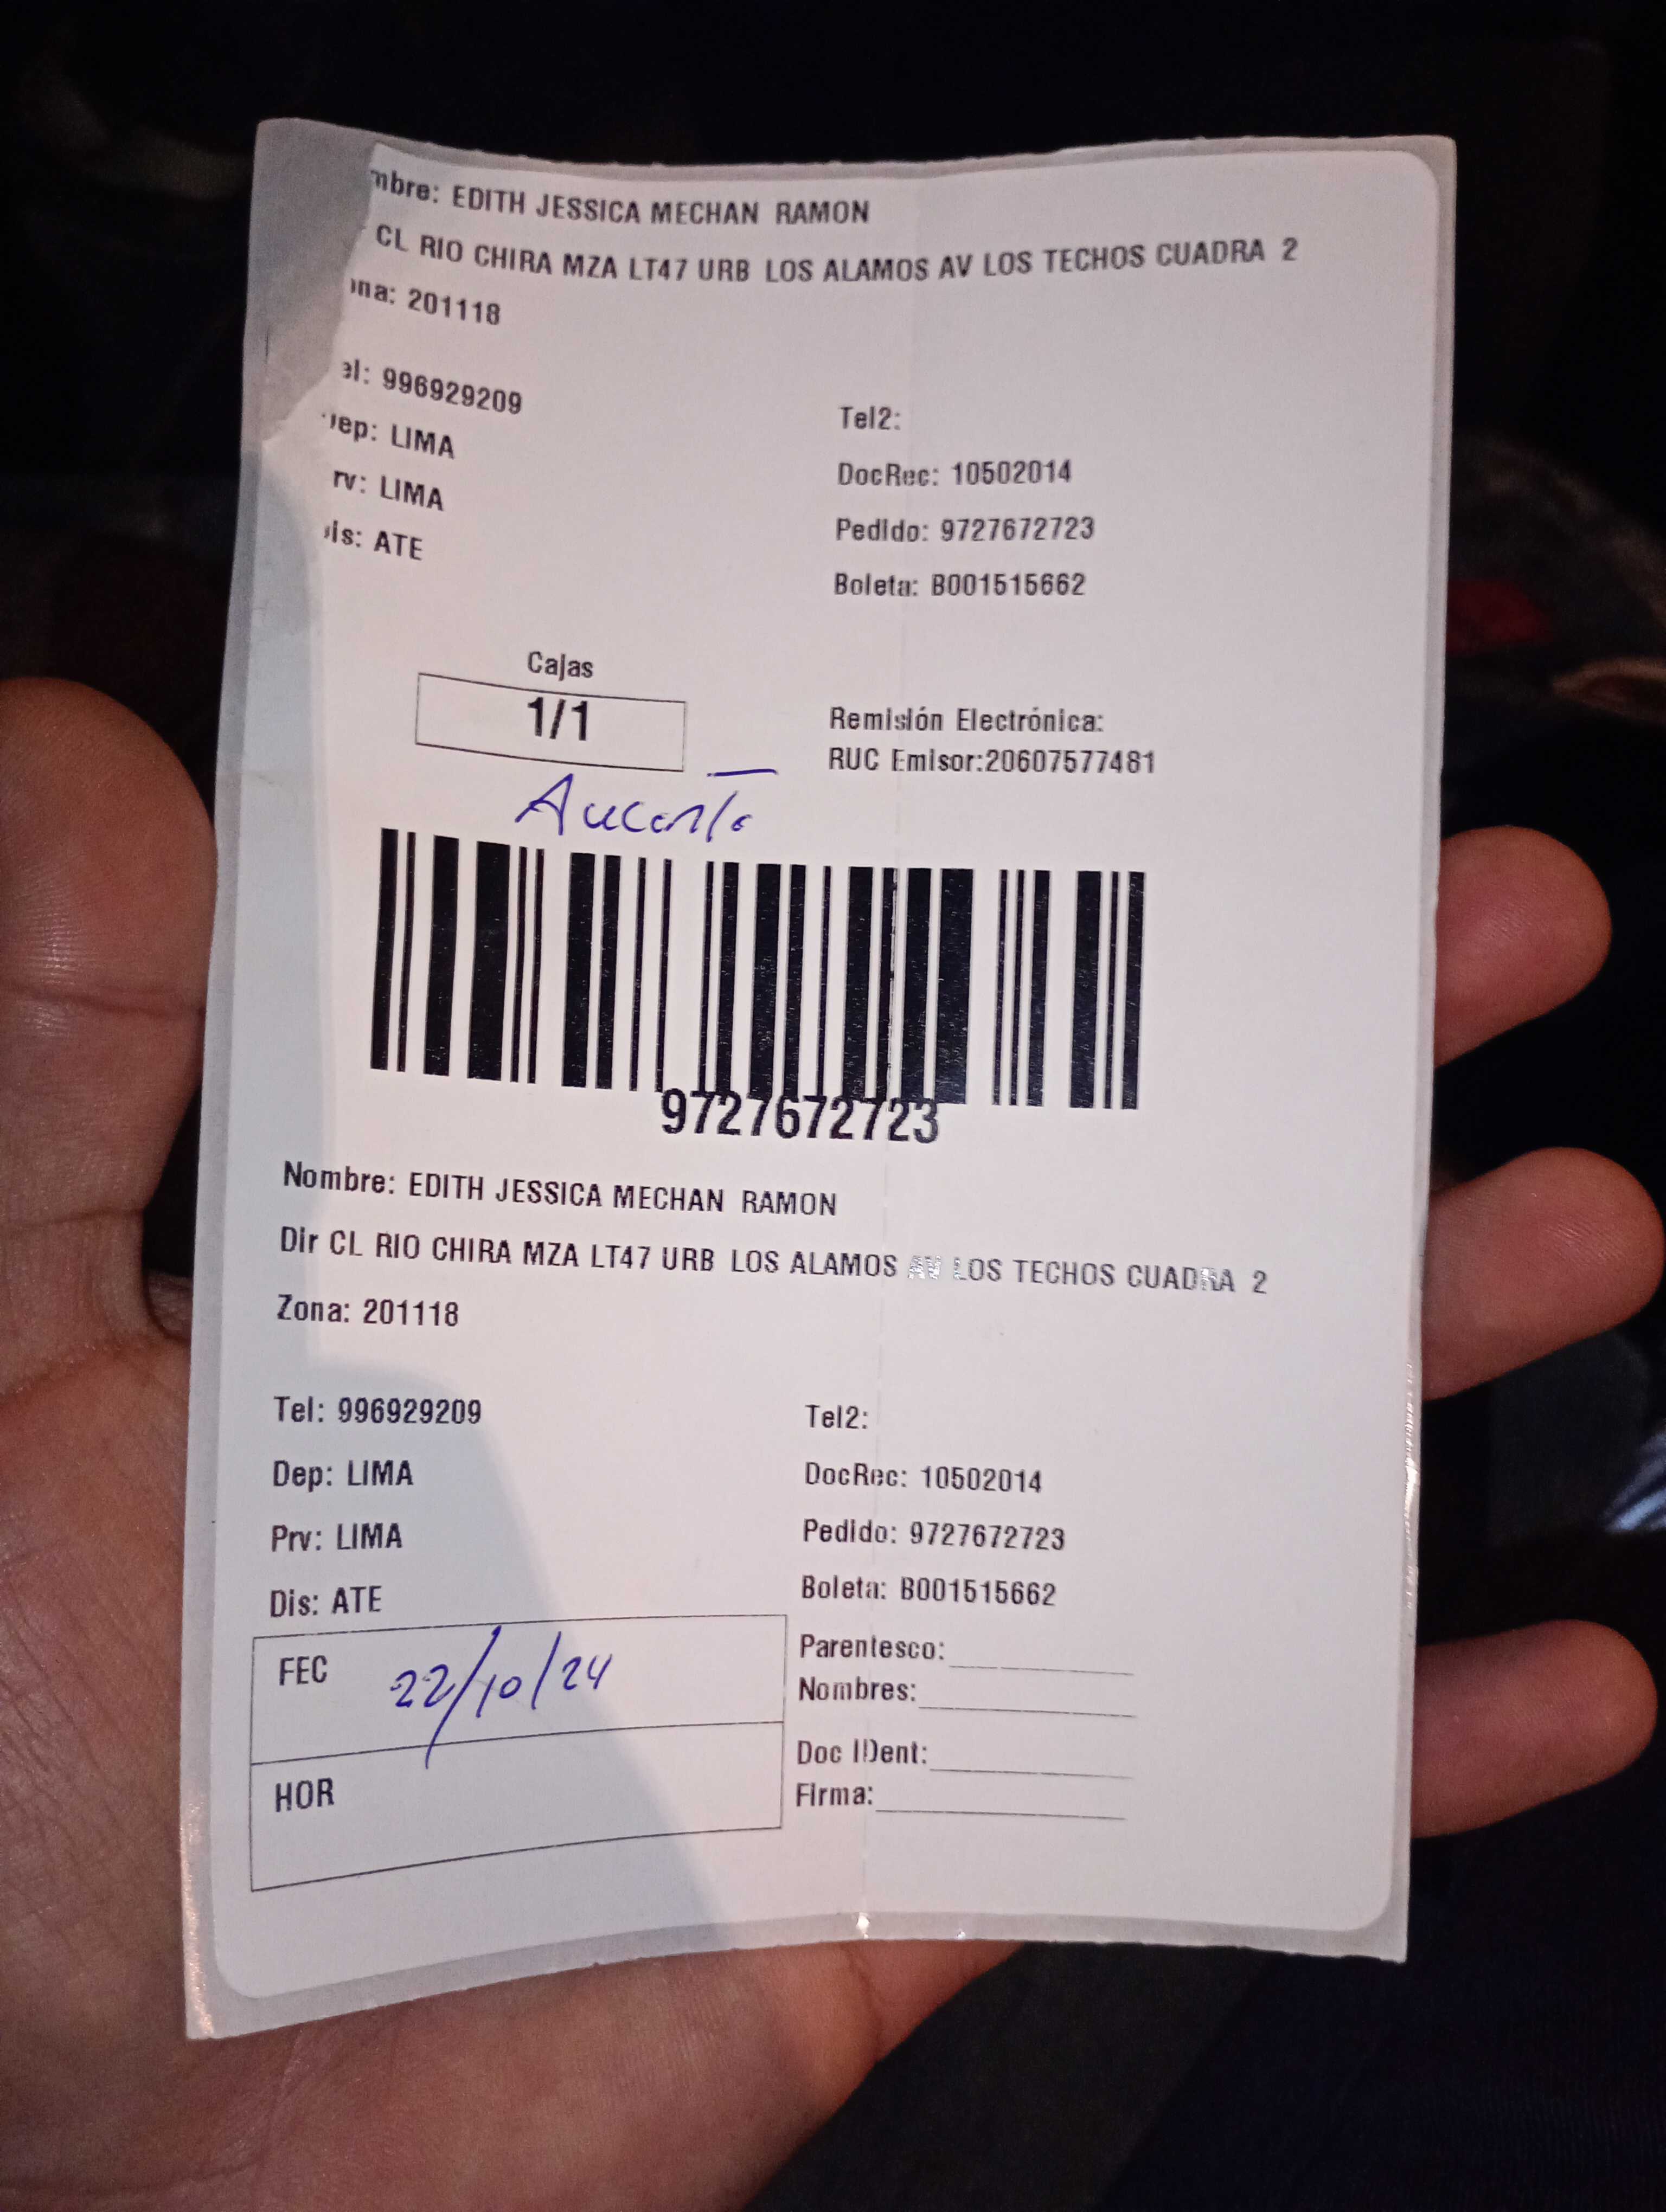 mbre: EDITH JESSICA MECHAN RAMON
CL RIO CHIRA MZA LT47 URB LOS ALAMOS AV LOS TECHOS CUADRA 2
ona: 201118
el: 996929209
Tel2:
Dep: LIMA
DocRec: 10502014
rv: LIMA
Pedido: 9727672723
is: ATE
Boleta: B001515662
Cajas
1/1
Remisión Electrónica:
RUC Emisor:20607577481
9727672723
Nombre: EDITH JESSICA MECHAN RAMON
Dir CL RIO CHIRA MZA LT47 URB LOS ALAMOS AV LOS TECHOS CUADRA 2
Zona: 201118
Tel: 996929209
Tel2:
Dep: LIMA
DocRec: 10502014
Prv: LIMA
Pedido: 9727672723
Dis: ATE
Boleta: B001515662
FEC 22/10/24
Parentesco:
Nombres:
HOR
Doc IDent:
Firma: